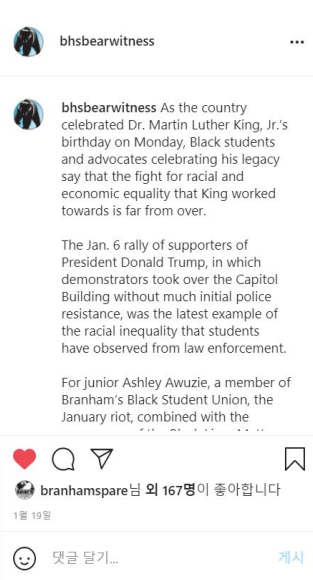 bhsbearwitness
bhsbearwitness As the country
celebrated Dr. Martin Luther King, Jr.'s
birthday on Monday, Black students
and advocates celebrating his legacy
say that the fight for racial and
economic equality that King worked
towards is far from over.
The Jan. 6 rally of supporters of
President Donald Trump, in which
demonstrators took over the Capitol
Building without much initial police
resistance, was the latest example of
the racial inequality that students
have observed from law enforcement.
For junior Ashley Awuzie, a member of
Branham's Black Student Union, the
January riot, combined with the
branhamspare님 외 167명이 좋아합니다
1월 19일
댓글 달기...
게시